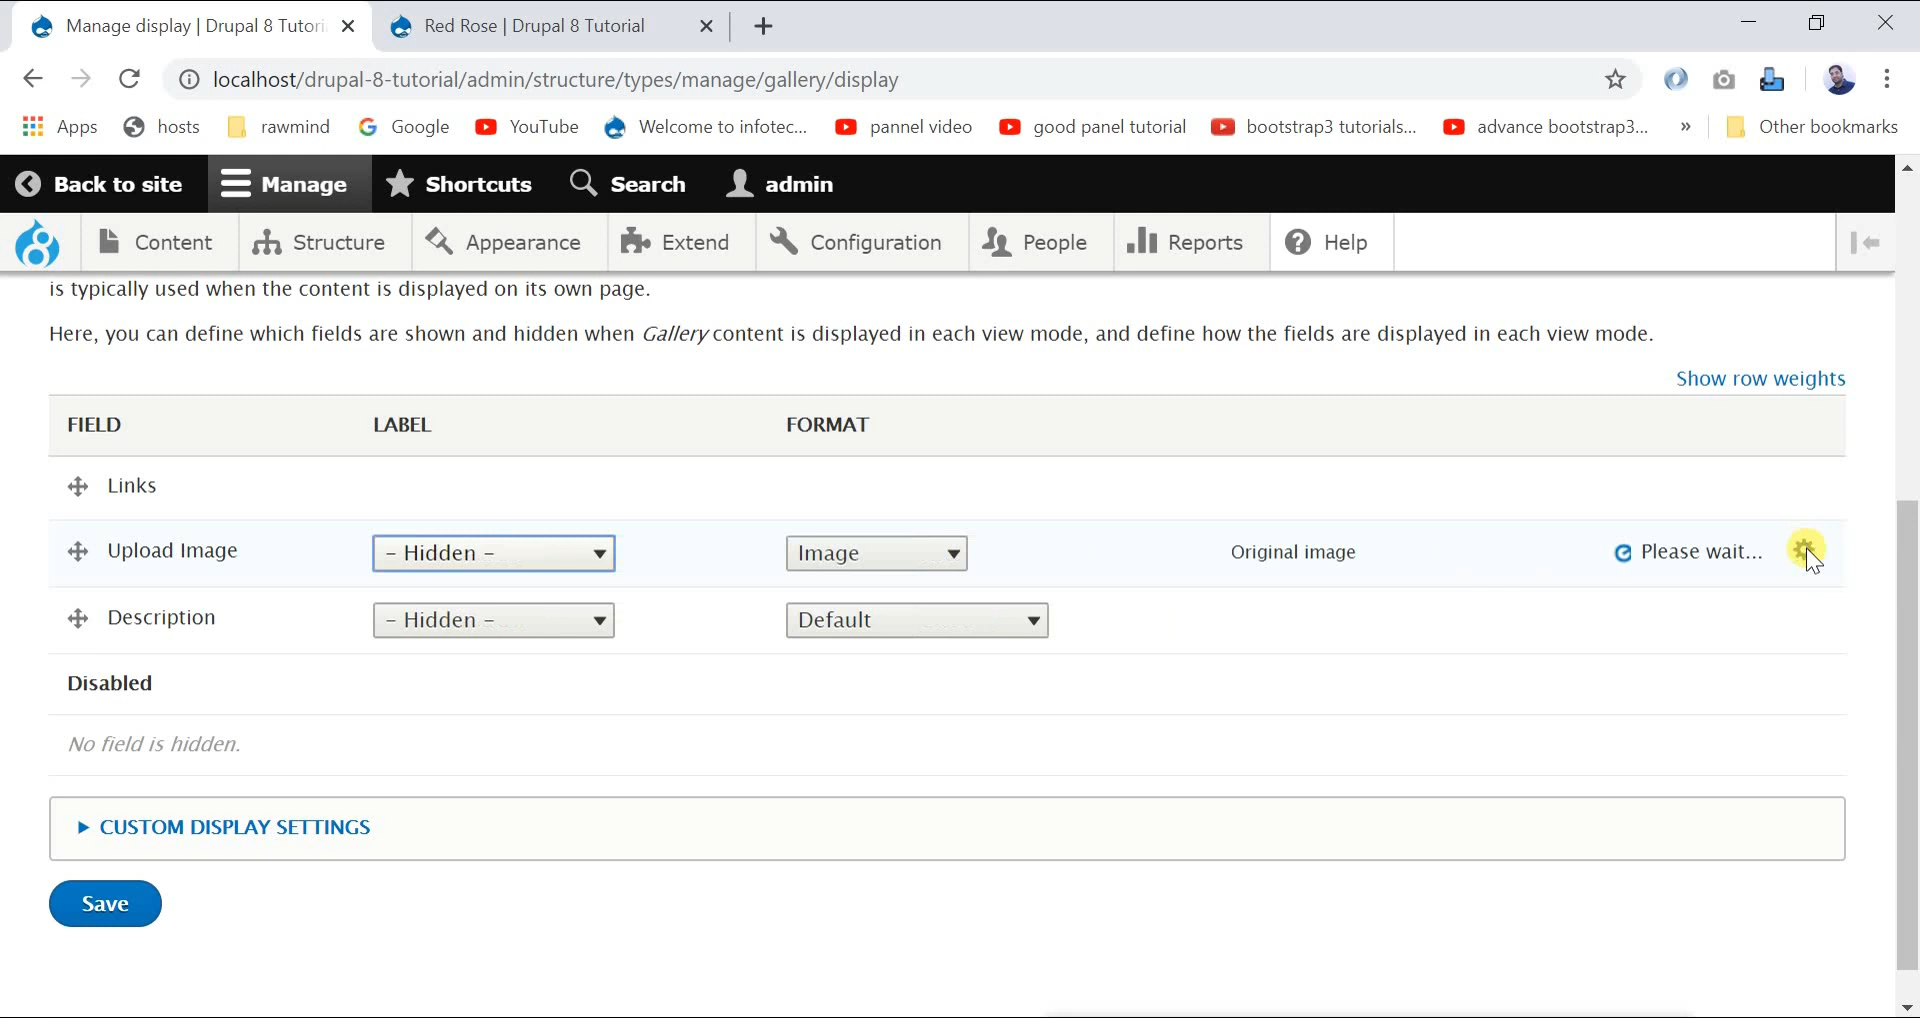 Manage display | Drupal 8 Tutori
Red Rose | Drupal 8 Tutorial
localhost/drupal-8-tutorial/admin/structure/types/manage/gallery/display
Apps hosts rawmind Google YouTube Welcome to infotec... pannel video good panel tutorial bootstrap3 tutorials... advance bootstrap3... » Other bookmarks
Back to site Manage Shortcuts Search admin
Content Structure Appearance Extend Configuration People Reports Help
is typically used when the content is displayed on its own page.
Here, you can define which fields are shown and hidden when Gallery content is displayed in each view mode, and define how the fields are displayed in each view mode.
Show row weights
FIELD LABEL FORMAT
Links
Upload Image - Hidden - Image Original image Please wait...
Description - Hidden - Default
Disabled
No field is hidden.
CUSTOM DISPLAY SETTINGS
Save